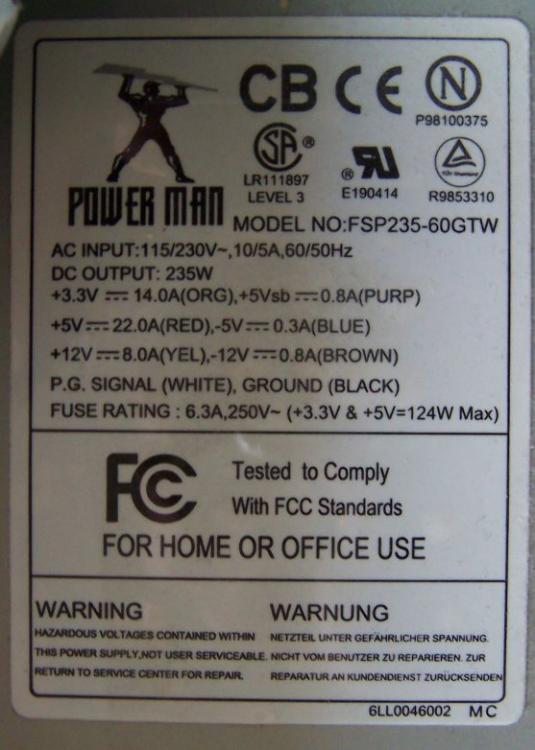 CB CE N
P98100375
SA ®
LR111897
LEVEL 3
® RU
E190414
R9853310
POWER MAN
MODEL NO:FSP235-60GTW
AC INPUT:115/230V~,10/5A,60/50Hz
DC OUTPUT: 235W
+3.3V ⎓ 14.0A(ORG),+5Vsb ⎓ 0.8A(PURP)
+5V ⎓ 22.0A(RED),-5V ⎓ 0.3A(BLUE)
+12V ⎓ 8.0A(YEL),-12V ⎓ 0.8A(BROWN)
P.G. SIGNAL (WHITE), GROUND (BLACK)
FUSE RATING : 6.3A,250V~ (+3.3V & +5V=124W Max)
FCC
Tested to Comply
With FCC Standards
FOR HOME OR OFFICE USE
WARNING
HAZARDOUS VOLTAGES CONTAINED WITHIN
THIS POWER SUPPLY,NOT USER SERVICEABLE.
RETURN TO SERVICE CENTER FOR REPAIR.
WARNUNG
NETZTEIL UNTER GEFÄHRLICHER SPANNUNG.
NICHT VOM BENUTZER ZU REPARIEREN. ZUR
REPARATUR AN KUNDENDIENST ZURÜCKSENDEN
6LL0046002 MC